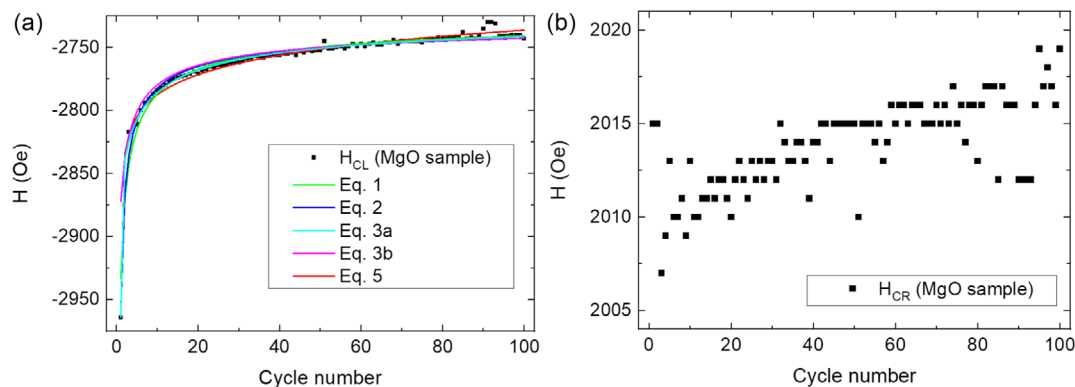 (a)
-2750
-2800
-2850
-2900
-2950
H (Oe)
H_CL (MgO sample)
Eq. 1
Eq. 2
Eq. 3a
Eq. 3b
Eq. 5
0 20 40 60 80 100
Cycle number
(b)
2020
2015
2010
2005
H (Oe)
H_CR (MgO sample)
0 20 40 60 80 100
Cycle number